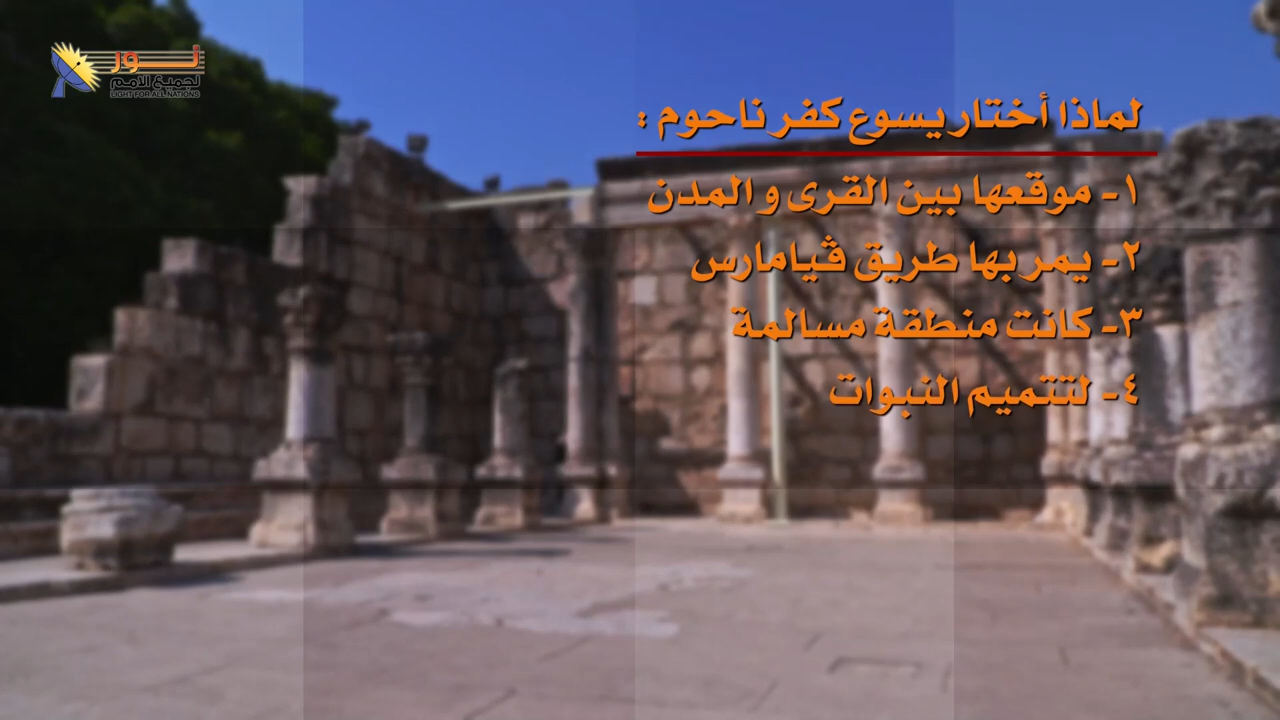 نور
لجميع الامم
LIGHT FOR ALL NATIONS
لماذا أختار يسوع كفر ناحوم :
١- موقعها بين القرى و المدن
٢- يمر بها طريق ڤيامارس
٣- كانت منطقة مسالمة
٤- لتتميم النبوات